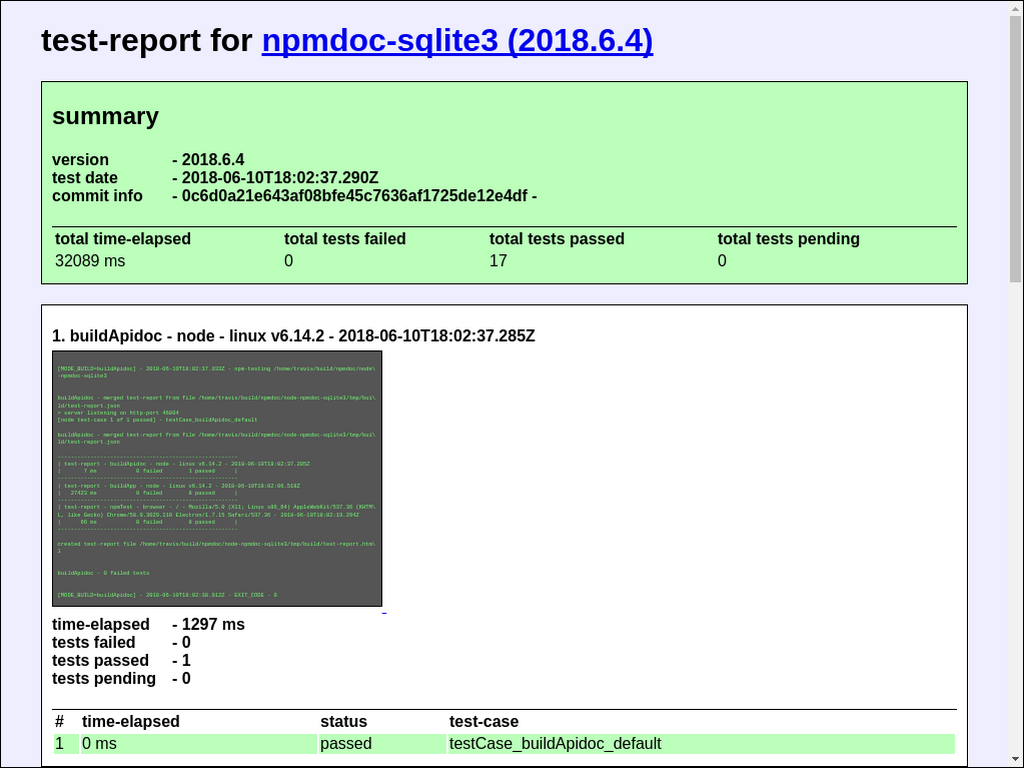 test-report for npmdoc-sqlite3 (2018.6.4)
summary
version - 2018.6.4
test date - 2018-06-10T18:02:37.290Z
commit info - 0c6d0a21e643af08bfe45c7636af1725de12e4df -
total time-elapsed total tests failed total tests passed total tests pending
32089 ms 0 17 0
1. buildApidoc - node - linux v6.14.2 - 2018-06-10T18:02:37.285Z
[MODE_BUILD=buildApidoc] - 2018-06-10T18:02:37.033Z - npm-testing /home/travis/build/npmdoc/node\
-npmdoc-sqlite3
buildApidoc - merged test-report from file /home/travis/build/npmdoc/node-npmdoc-sqlite3/tmp/bui\
ld/test-report.json
> server listening on http-port
[node test-case 1 of 1 passed] - testCase_buildApidoc_default
buildApidoc - merged test-report from file /home/travis/build/npmdoc/node-npmdoc-sqlite3/tmp/bui\
ld/test-report.json
| test-report - buildApidoc - node - linux v6.14.2 - 2018-06-10T18:02:37.285Z
| 7 ms 0 failed 1 passed |
| test-report - buildApp - node - linux v6.14.2 - 2018-06-10T18:02:06.518Z
| 27423 ms 0 failed 8 passed |
| test-report - npmTest - browser - / - Mozilla/5.0 (X11; Linux x86_64) AppleWebKit/537.36 (KHTM\
L, like Gecko) Chrome/58.0.3029.110 Electron/1.7.15 Safari/537.36 - 2018-06-10T18:02:19.294Z
| 66 ms 0 failed 8 passed |
created test-report file /home/travis/build/npmdoc/node-npmdoc-sqlite3/tmp/build/test-report.htm\
l
buildApidoc - 0 failed tests
[MODE_BUILD=buildApidoc] - 2018-06-10T18:02:38.912Z - EXIT_CODE - 0
time-elapsed - 1297 ms
tests failed - 0
tests passed - 1
tests pending - 0
# time-elapsed status test-case
1 0 ms passed testCase_buildApidoc_default